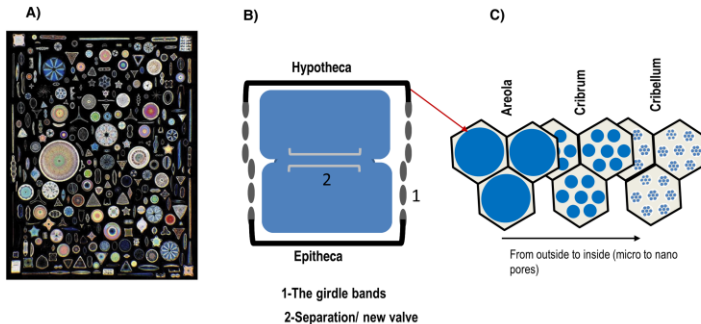 A)
B)
C)
Hypotheca
2
1
Epitheca
1-The girdle bands
2-Separation/ new valve
Areola
Cribrum
Cribellum
From outside to inside (micro to nano
pores)